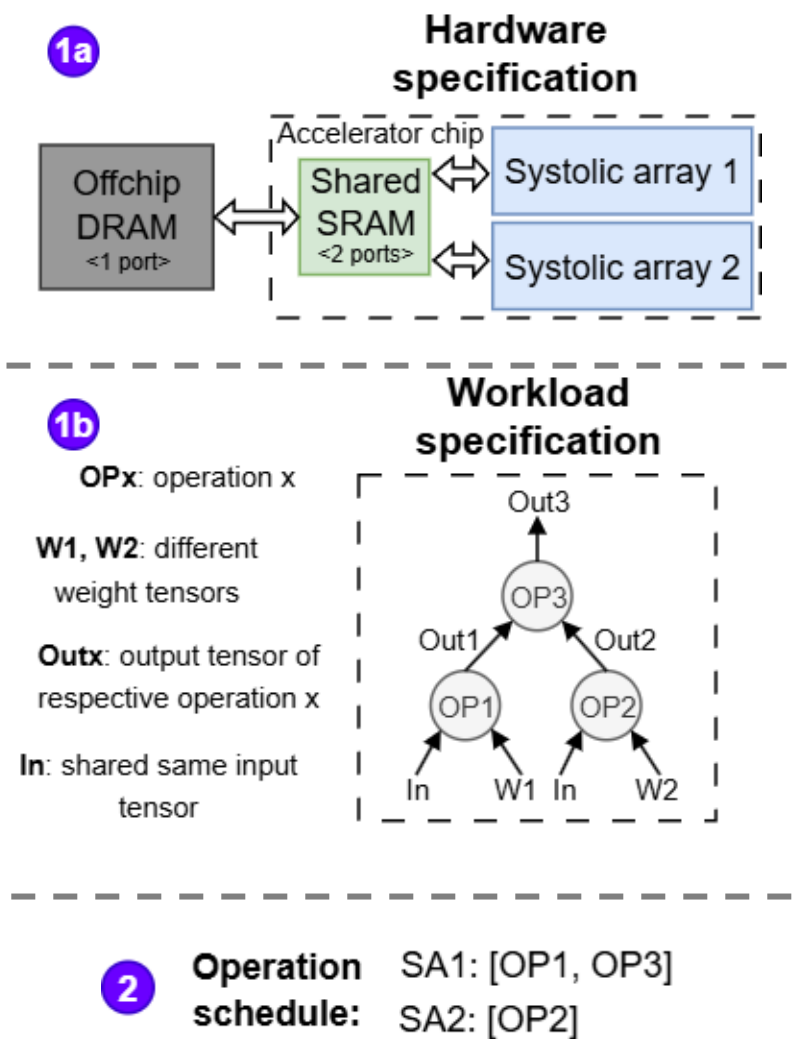 1a
Hardware
specification
Accelerator chip
Offchip
DRAM
<1 port>
Shared
SRAM
<2 ports>
Systolic array 1
Systolic array 2
1b
Workload
specification
OPx: operation x
W1, W2: different
weight tensors
Outx: output tensor of
respective operation x
In: shared same input
tensor
Out3
OP3
Out1
Out2
OP1
OP2
In
W1
In
W2
2
Operation
schedule:
SA1: [OP1, OP3]
SA2: [OP2]